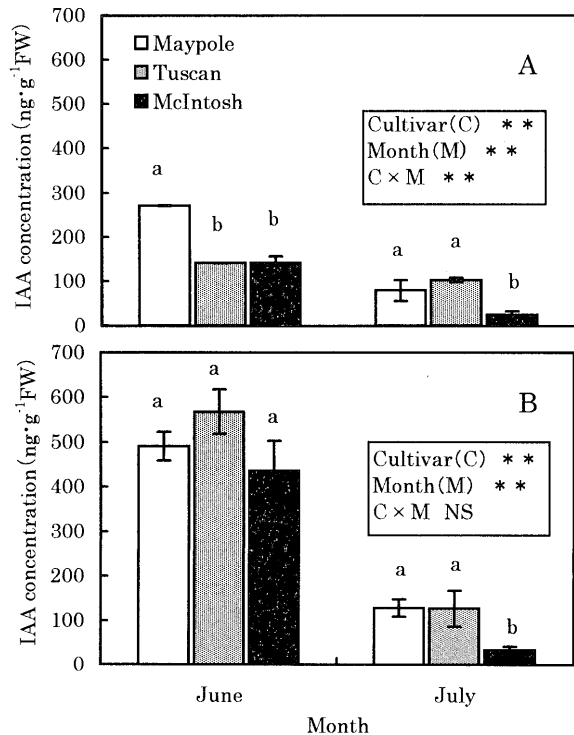 700
600
500
400
300
200
100
0
IAA concentration (ng·g⁻¹FW)
Maypole
Tuscan
McIntosh
A
Cultivar(C) * *
Month(M) * *
C × M * *
a
b
b
a
a
b
700
600
500
400
300
200
100
0
IAA concentration (ng·g⁻¹FW)
B
Cultivar(C) * *
Month(M) * *
C × M NS
a
a
a
a
a
b
June
July
Month